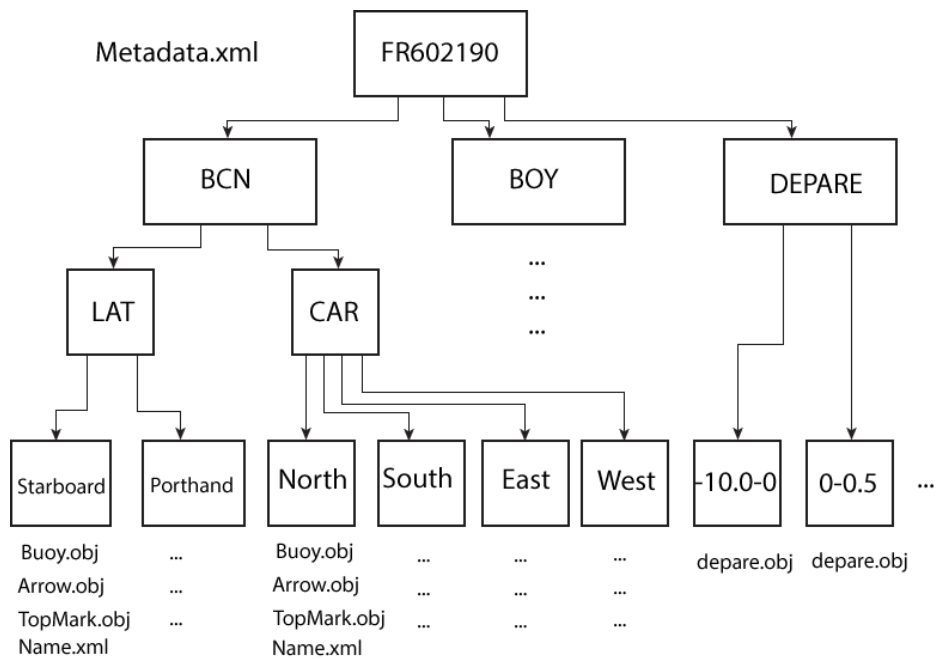 Metadata.xml
FR602190
BCN
BOY
DEPARE
...
...
...
LAT
CAR
Starboard
Porthand
North
South
East
West
-10.0-0
0-0.5
...
Buoy.obj
...
Buoy.obj
...
...
...
depare.obj
depare.obj
Arrow.obj
...
Arrow.obj
...
...
...
TopMark.obj
...
TopMark.obj
...
...
...
Name.xml
Name.xml